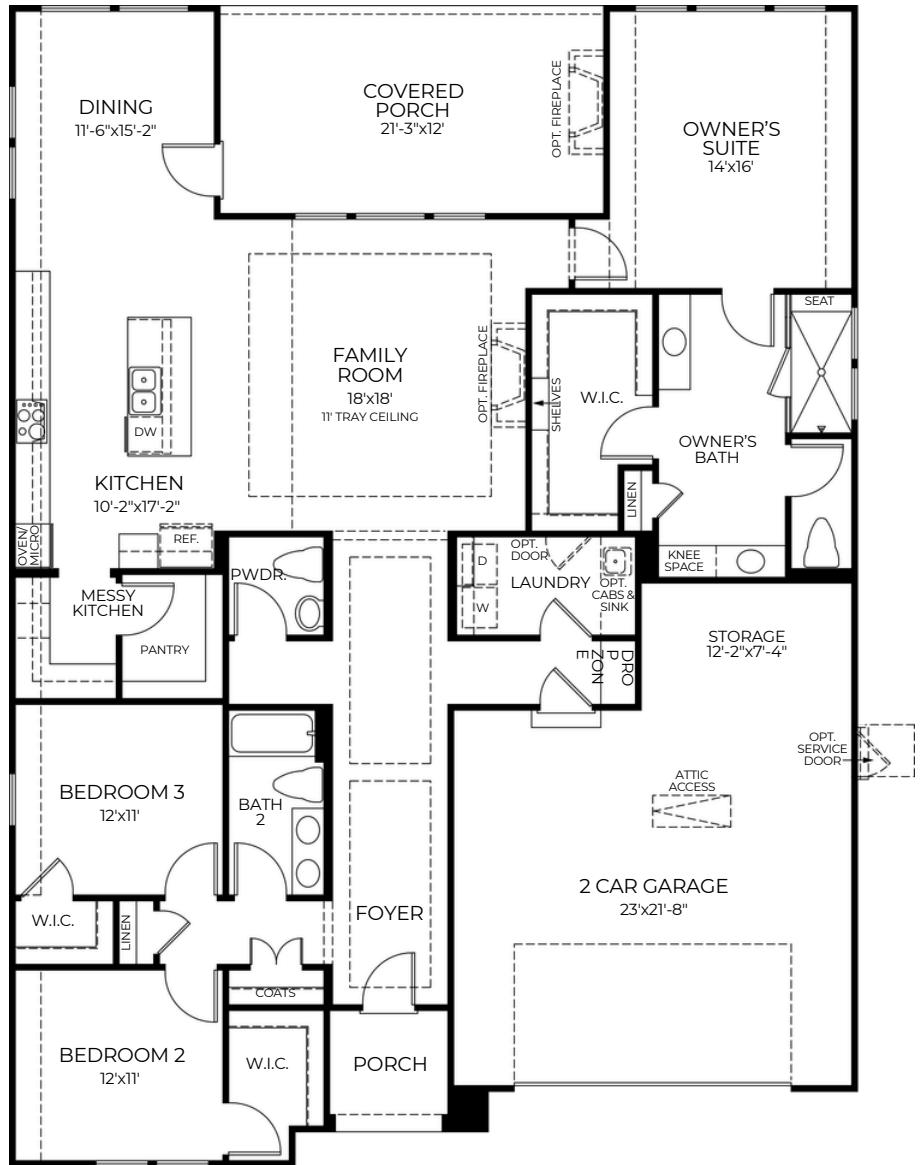 DINING
11'-6"x15'-2"
COVERED
PORCH
21'-3"x12'
OPT. FIREPLACE
OWNER'S
SUITE
14'x16'
SEAT
FAMILY
ROOM
18'x18'
11' TRAY CEILING
OPT. FIREPLACE
SHELVES
W.I.C.
OWNER'S
BATH
LINEN
DW
KITCHEN
10'-2"x17'-2"
OVEN/
MICRO
REF.
MESSY
KITCHEN
PANTRY
PWDR.
D
W
OPT.
DOOR
LAUNDRY
OPT.
CABS &
SINK
KNEE
SPACE
DRO
P
ZON
E
STORAGE
12'-2"x7'-4"
OPT.
SERVICE
DOOR
ATTIC
ACCESS
2 CAR GARAGE
23'x21'-8"
BEDROOM 3
12'x11'
BATH
2
W.I.C.
LINEN
FOYER
COATS
BEDROOM 2
12'x11'
W.I.C.
PORCH